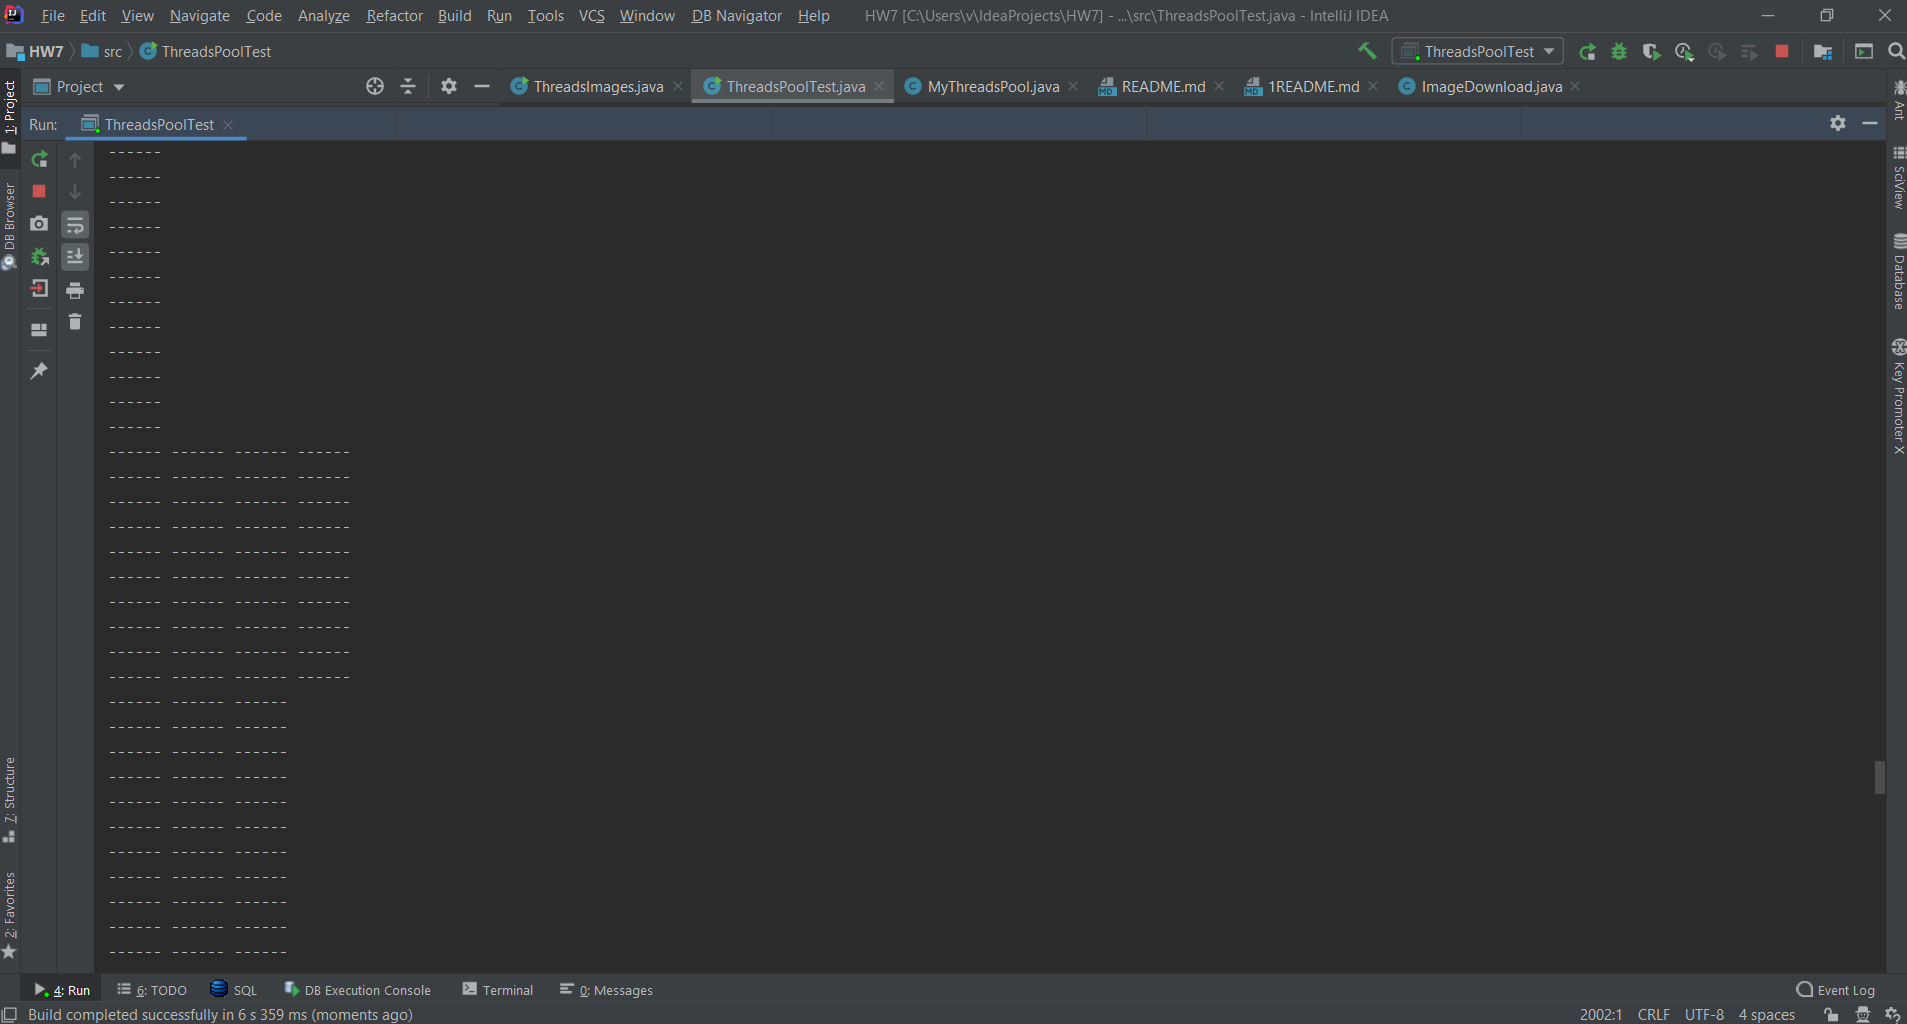 File Edit View Navigate Code Analyze Refactor Build Run Tools VCS Window DB Navigator Help HW7 [C:\Users\v\IdeaProjects\HW7] - ...\src\ThreadsPoolTest.java - IntelliJ IDEA
HW7 src ThreadsPoolTest ThreadsPoolTest
1: Project
Project ThredsImages.java ThreadsPoolTest.java MyThreadsPool.java README.md 1README.md ImageDownload.java
Ant
Run: ThreadsPoolTest
------
------
------
------
------
------
------
------
------
------
------
------
------ ------ ------ ------
------ ------ ------ ------
------ ------ ------ ------
------ ------ ------ ------
------ ------ ------ ------
------ ------ ------ ------
------ ------ ------ ------
------ ------ ------ ------
------ ------ ------ ------
------ ------ ------ ------
------ ------ ------
------ ------ ------
------ ------ ------
------ ------ ------
------ ------ ------
------ ------ ------
------ ------ ------
------ ------ ------
------ ------ ------
------ ------ ------
------ ------ ------
DB Browser
SciView
Database
Key Promoter X
7: Structure
2: Favorites
4: Run 6: TODO SQL DB Execution Console Terminal 0: Messages Event Log
Build completed successfully in 6 s 359 ms (moments ago) 2002:1 CRLF UTF-8 4 spaces